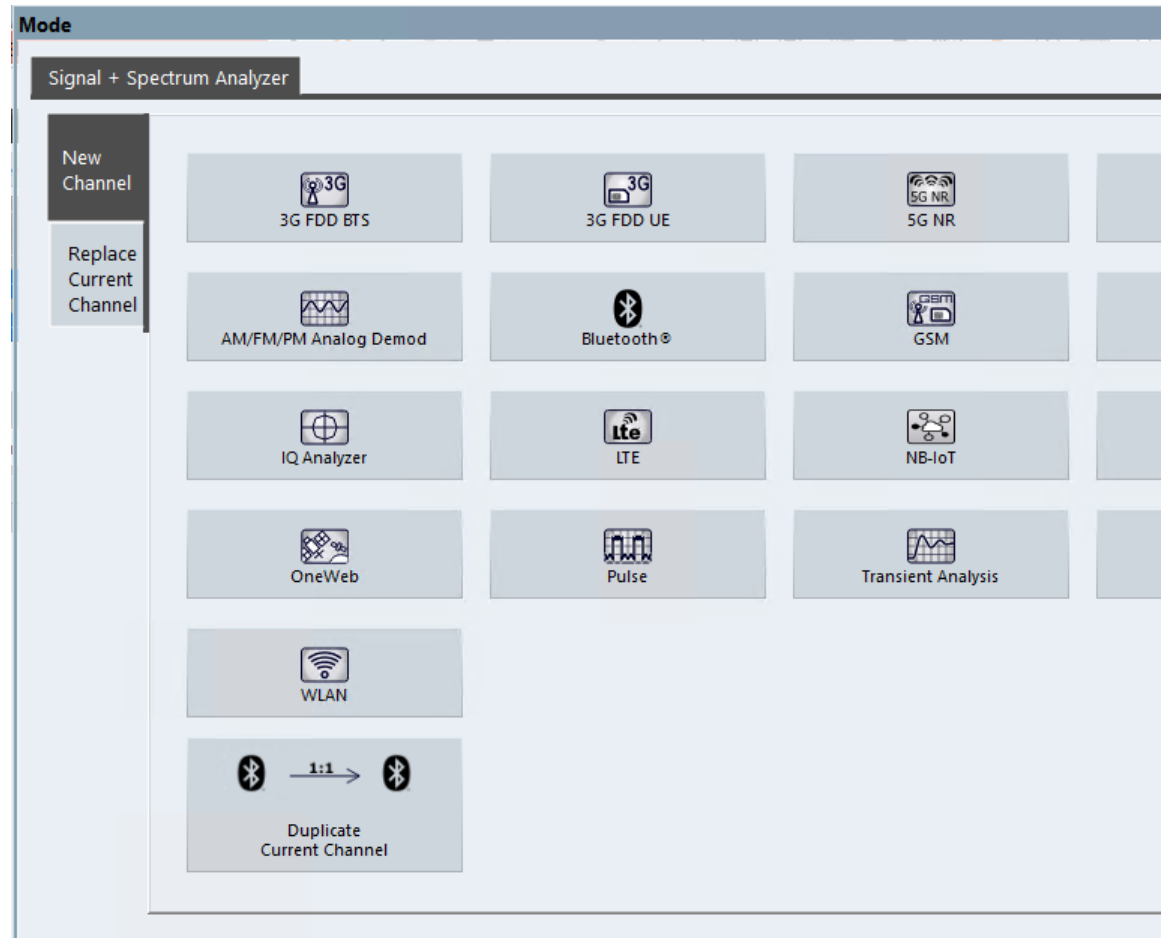 Mode
Signal + Spectrum Analyzer
New
Channel
Replace
Current
Channel
3G
3G FDD BTS
3G
3G FDD UE
5G NR
5G NR
AM/FM/PM Analog Demod
Bluetooth®
GSM
GSM
IQ Analyzer
Lte
LTE
NB-IoT
OneWeb
Pulse
Transient Analysis
WLAN
1:1
Duplicate
Current Channel